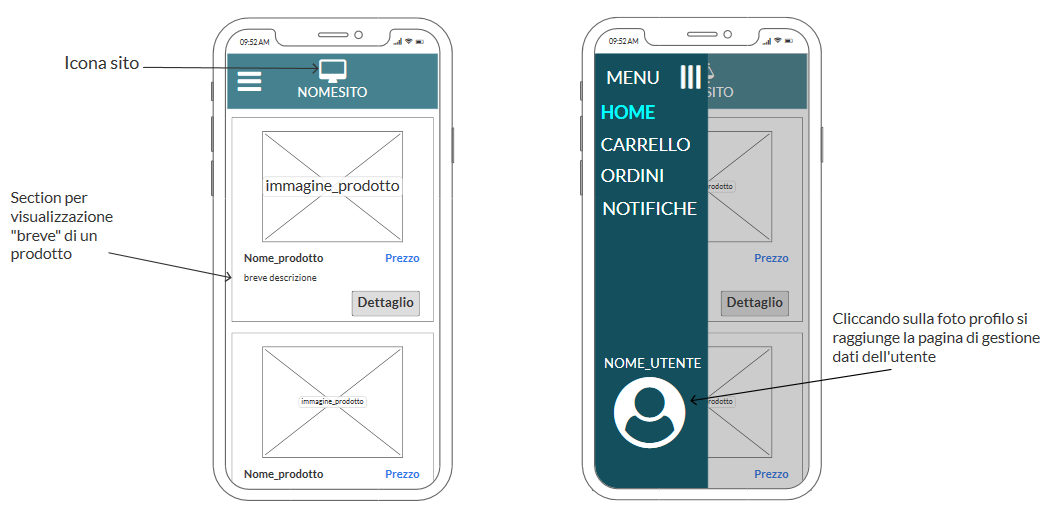 Icona sito
Section per
visualizzazione
"breve" di un
prodotto
09:52 AM
NOMESITO
immagine_prodotto
Nome_prodotto Prezzo
breve descrizione
Dettaglio
immagine_prodotto
Nome_prodotto Prezzo
09:52 AM
MENU
SITO
HOME
CARRELLO
ORDINI
rodotto
NOTIFICHE
Prezzo
Dettaglio
NOME_UTENTE
rodotto
Prezzo
Cliccando sulla foto profilo si
raggiunge la pagina di gestione
dati dell'utente